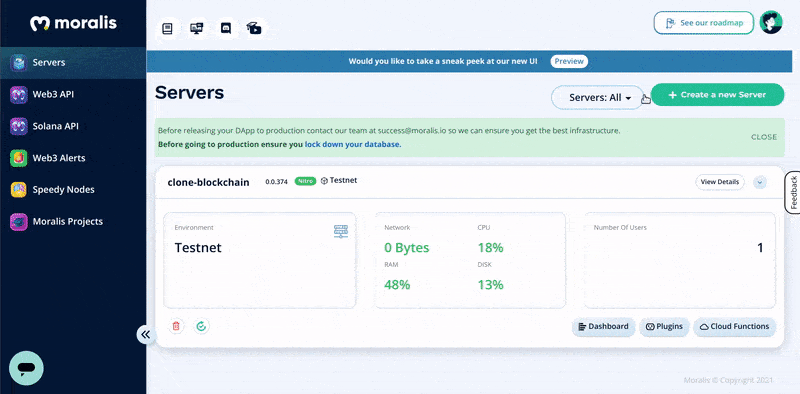 moralis
See our roadmap
Servers
Web3 API
Solana API
Web3 Alerts
Speedy Nodes
Moralis Projects
Would you like to take a sneak peek at our new UI Preview
Servers
Servers: All
+ Create a new Server
Before releasing your DApp to production contact our team at success@moralis.io so we can ensure you get the best infrastructure.
Before going to production ensure you lock down your database.
CLOSE
clone-blockchain 0.0.374 Nitro Testnet
View Details
Environment
Testnet
Network
0 Bytes
CPU
18%
RAM
48%
DISK
13%
Number Of Users
1
Dashboard
Plugins
Cloud Functions
Feedback
Moralis © Copyright 2021